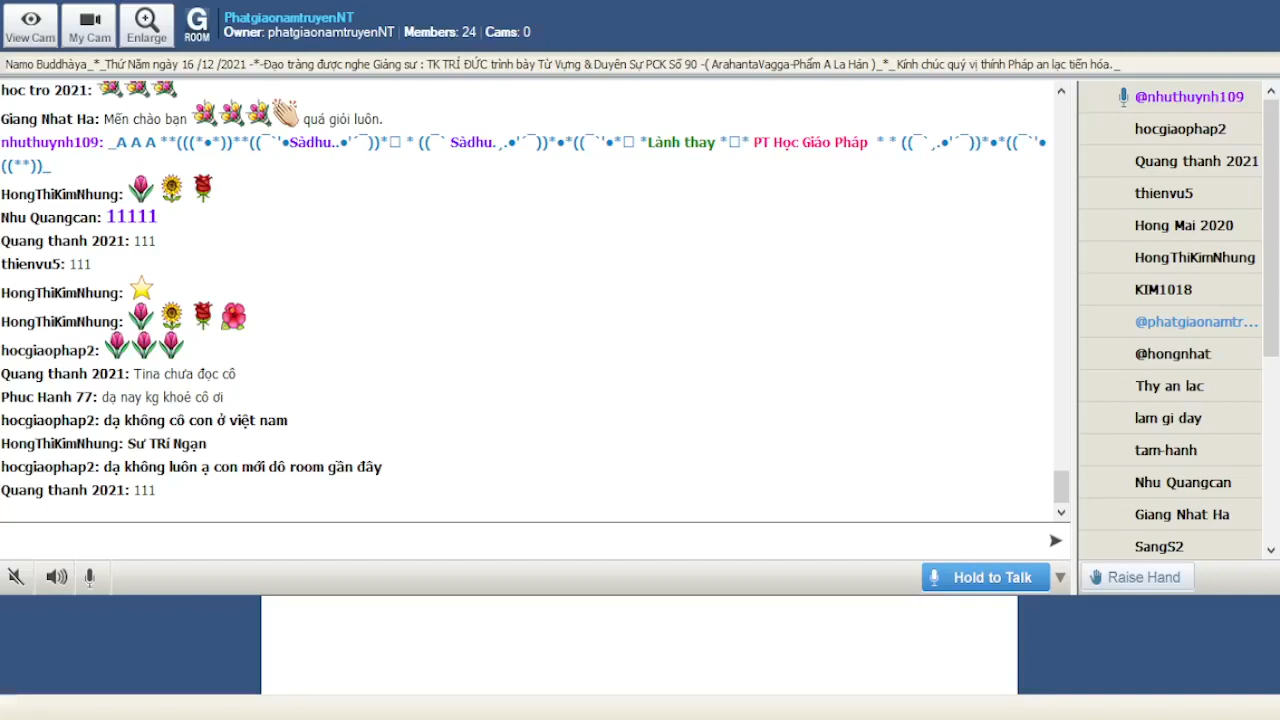 View Cam
My Cam
Enlarge
G
ROOM
PhatgiaonamtruyenNT
Owner: phatgiaonamtruyenNT | Members: 24 | Cams: 0
Namo Buddhàya_*_Thứ Năm ngày 16 /12 /2021 -*-Đạo tràng được nghe Giảng sư : TK TRÍ ĐỨC trình bày Từ Vựng & Duyên Sự PCK Số 90 -( ArahantaVagga-Phẩm A La Hán )_*_ Kính chúc quý vị thính Pháp an lạc tiến hóa._
hoc tro 2021:
Giang Nhat Ha: Mến chào bạn quá giỏi luôn.
nhuthuynh109: _A A A **(((*•*))**((¯`'•Sàdhu..•'´¯))*□ * ((¯` Sàdhu.¸.•'´¯))*•*((¯`'•*□ *Lành thay *□* PT Học Giáo Pháp * * ((¯`¸.•'´¯))*•*((¯`'•
((**))_
HongThiKimNhung:
Nhu Quangcan: 11111
Quang thanh 2021: 111
thienvu5: 111
HongThiKimNhung:
HongThiKimNhung:
hocgiaophap2:
Quang thanh 2021: Tina chưa đọc cô
Phuc Hanh 77: dạ nay kg khoẻ cô ơi
hocgiaophap2: dạ không cô con ở việt nam
HongThiKimNhung: Sư TRí Ngạn
hocgiaophap2: dạ không luôn ạ con mới dô room gần đây
Quang thanh 2021: 111
Hold to Talk
@nhuthuynh109
hocgiaophap2
Quang thanh 2021
thienvu5
Hong Mai 2020
HongThiKimNhung
KIM1018
@phatgiaonamtr...
@hongnhat
Thy an lac
lam gi day
tam-hanh
Nhu Quangcan
Giang Nhat Ha
SangS2
Raise Hand